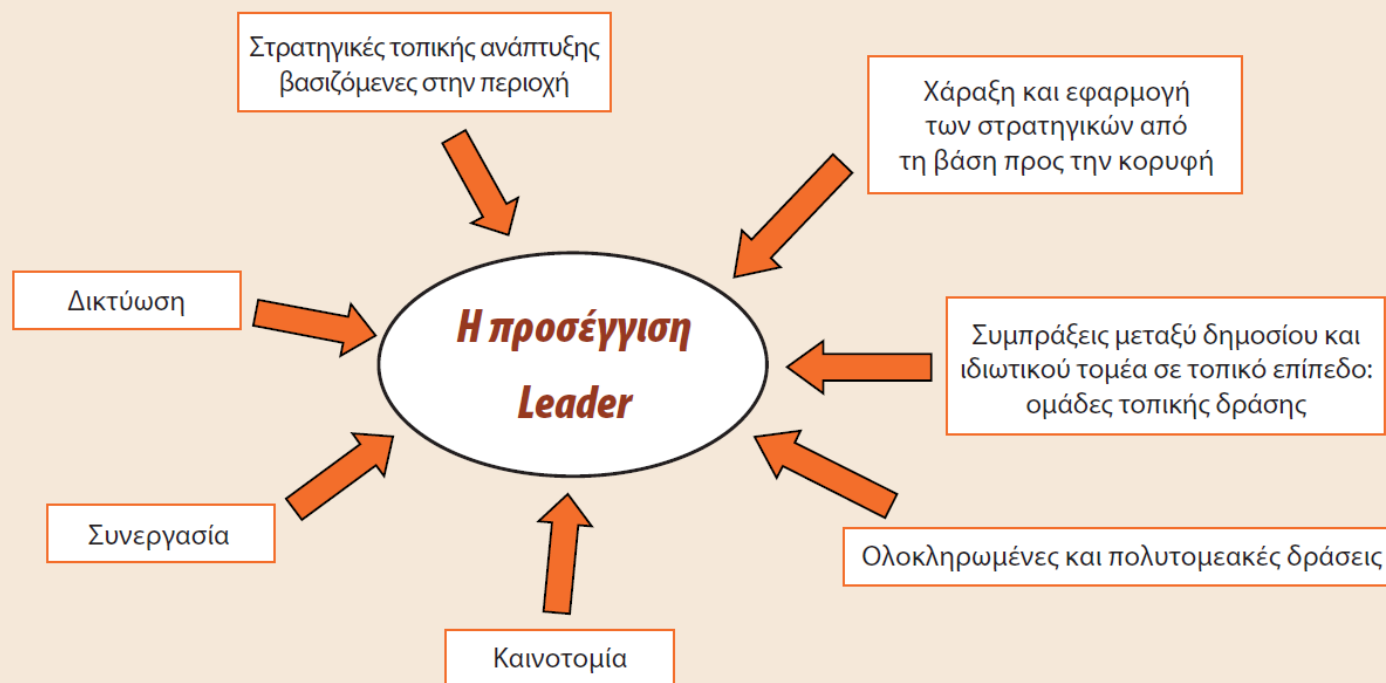 Στρατηγικές τοπικής ανάπτυξης
βασιζόμενες στην περιοχή
Χάραξη και εφαρμογή
των στρατηγικών από
τη βάση προς την κορυφή
Δικτύωση
Η προσέγγιση
Leader
Συμπράξεις μεταξύ δημοσίου και
ιδιωτικού τομέα σε τοπικό επίπεδο:
ομάδες τοπικής δράσης
Συνεργασία
Ολοκληρωμένες και πολυτομεακές δράσεις
Καινοτομία